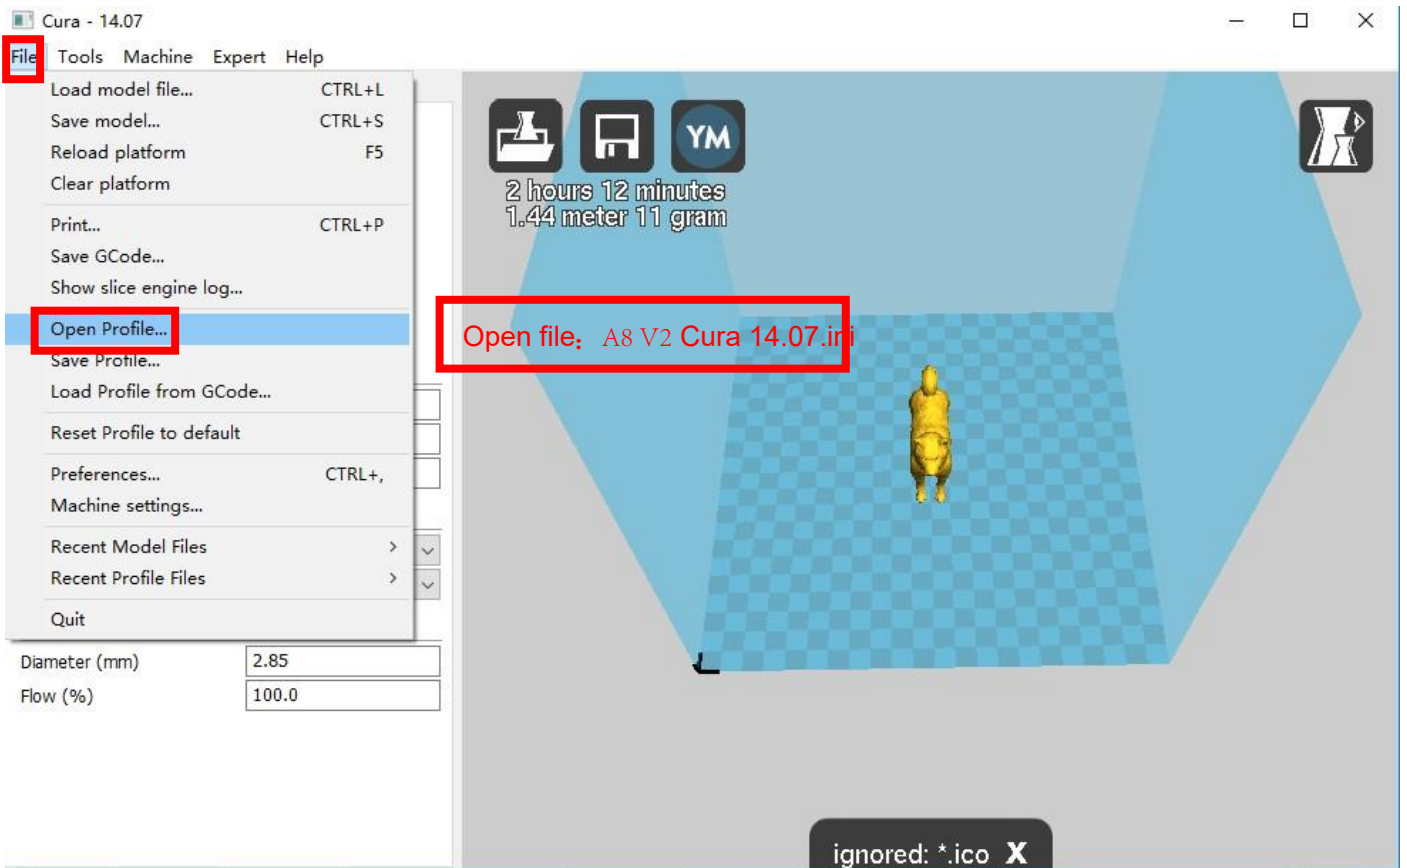 Cura - 14.07
File Tools Machine Expert Help
Load model file... CTRL+L
Save model... CTRL+S
Reload platform F5
Clear platform
Print... CTRL+P
Save GCode...
Show slice engine log...
Open Profile...
Save Profile...
Load Profile from GCode...
Reset Profile to default
Preferences... CTRL+,
Machine settings...
Recent Model Files >
Recent Profile Files >
Quit
Diameter (mm) 2.85
Flow (%) 100.0
YM
2 hours 12 minutes
1.44 meter 11 gram
Open file：A8 V2 Cura 14.07.ini
ignored: *.ico X